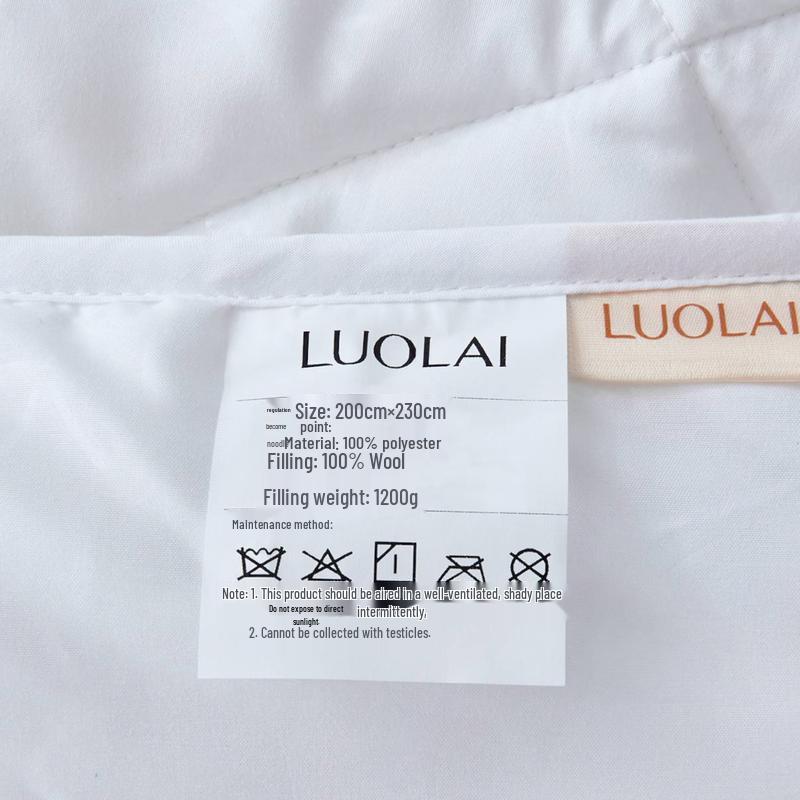 LUOLAI
LUOLAI
regulation Size: 200cm×230cm
become point:
noodl Material: 100% polyester
Filling: 100% Wool
Filling weight: 1200g
Maintenance method:
Note: 1. This product should be aired in a well-ventilated, shady place
Do not expose to direct intermittently,
sunlight.
2. Cannot be collected with testicles.